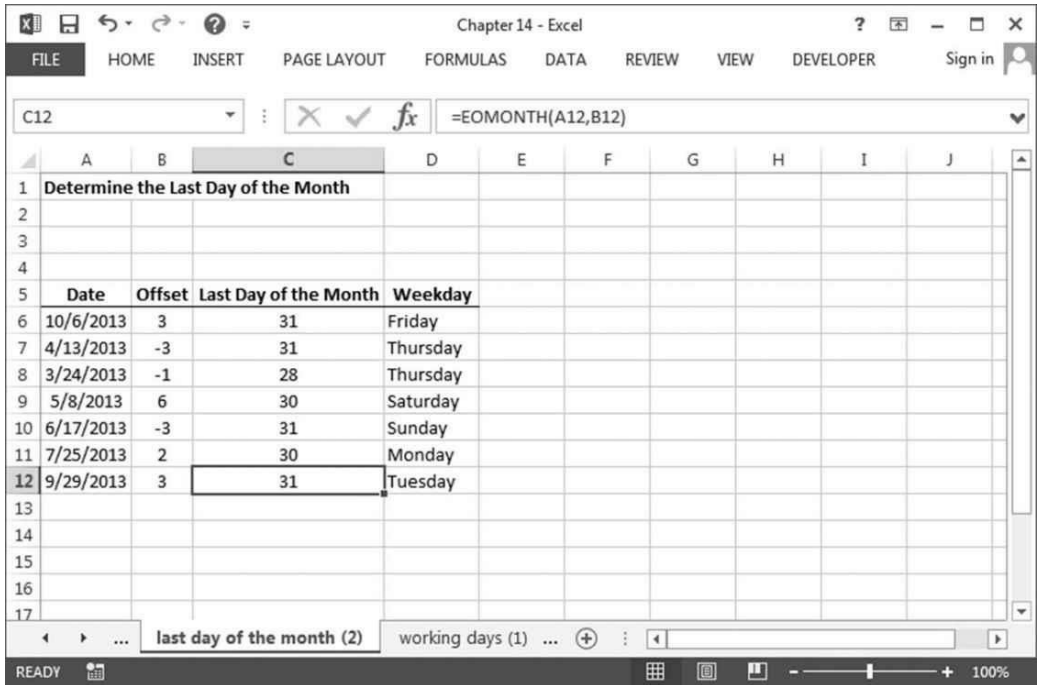 Chapter 14 - Excel
FILE HOME INSERT PAGE LAYOUT FORMULAS DATA REVIEW VIEW DEVELOPER Sign in
C12 fx =EOMONTH(A12,B12)
A B C D E F G H I J
1 Determine the Last Day of the Month
2
3
4
5 Date Offset Last Day of the Month Weekday
6 10/6/2013 3 31 Friday
7 4/13/2013 -3 31 Thursday
8 3/24/2013 -1 28 Thursday
9 5/8/2013 6 30 Saturday
10 6/17/2013 -3 31 Sunday
11 7/25/2013 2 30 Monday
12 9/29/2013 3 31 Tuesday
13
14
15
16
17
... last day of the month (2) working days (1) ...
READY 100%